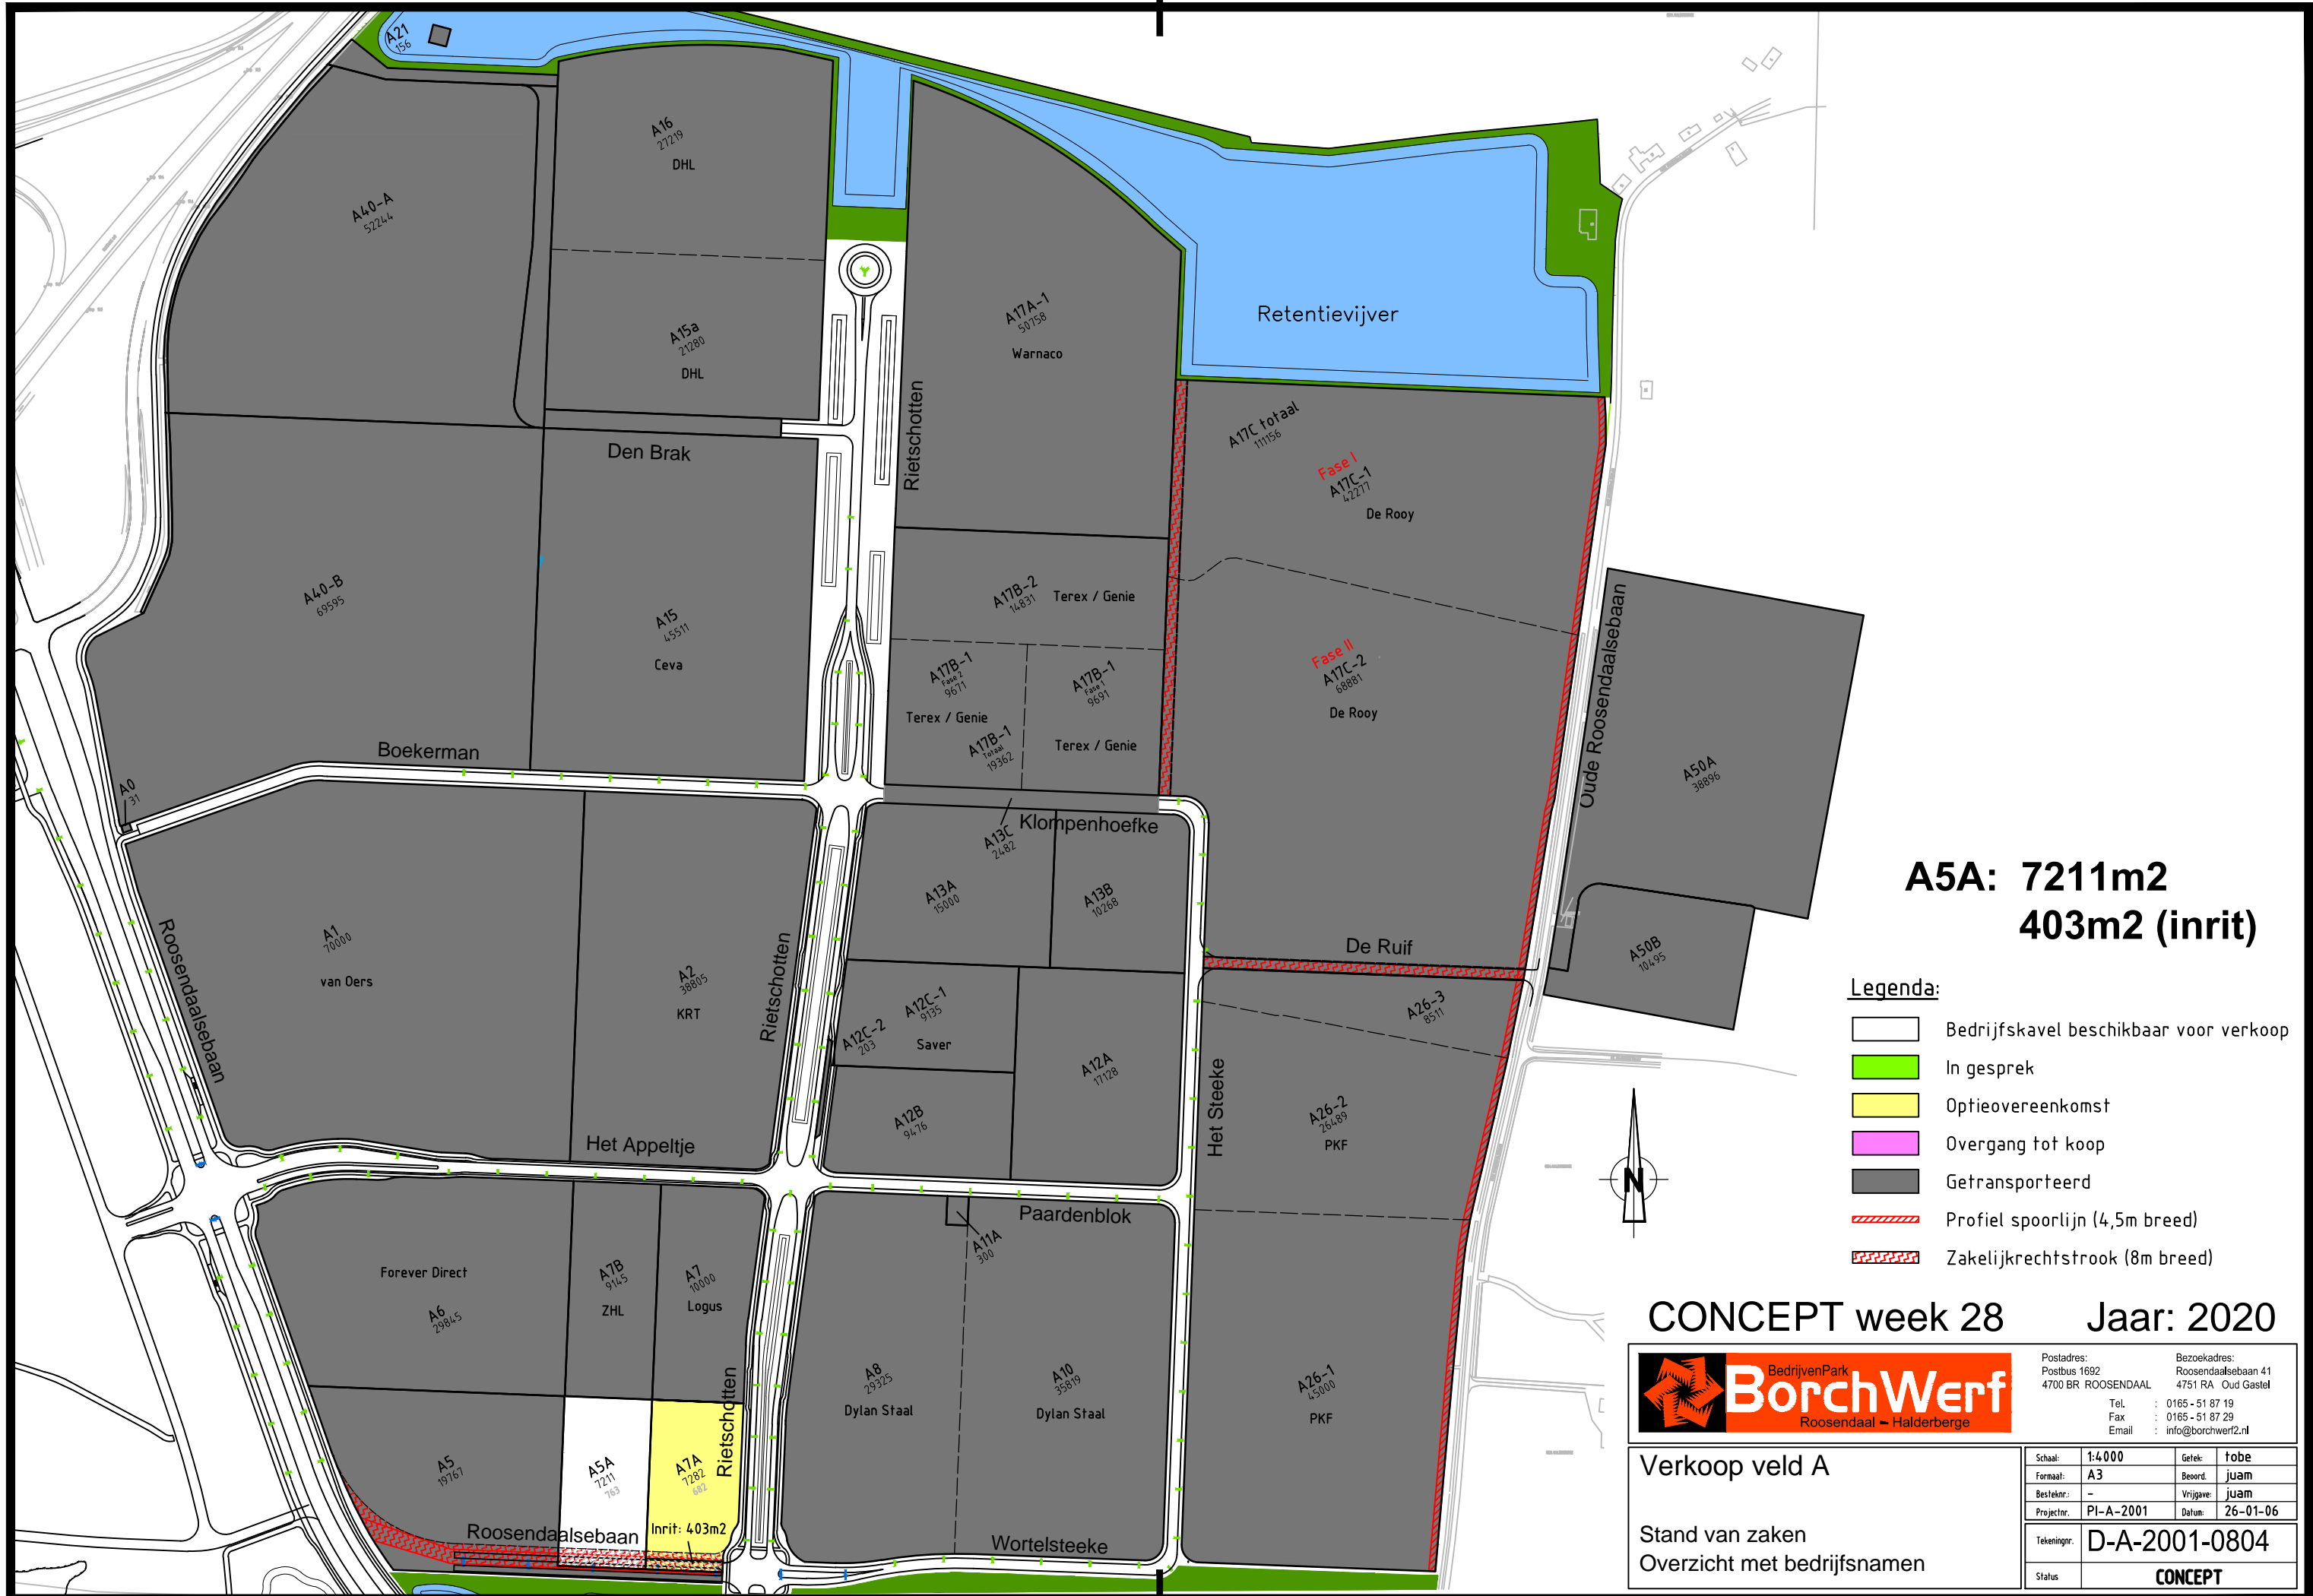 A21
156
A16
27219
DHL
A40-A
52244
A15a
21280
DHL
A17A-1
50758
Warnaco
Retentievijver
Rietschotten
Den Brak
A17C totaal
111156
Fase I
A17C-1
42277
De Rooy
A40-B
69595
A15
45511
Ceva
A17B-2
14831
Terex / Genie
A17B-1
Fase 2
9671
Terex / Genie
A17B-1
Fase 1
9691
Terex / Genie
A17B-1
Totaal
19362
Fase II
A17C-2
68881
De Rooy
Oude Roosendaalsebaan
A50A
38896
Boekerman
A0
31
Klompenhoefke
A13C
2482
A13A
15000
A13B
10268
A1
70000
van Oers
Roosendaalsebaan
A2
38805
KRT
Rietschotten
De Ruif
A50B
10495
A12C-1
9135
Saver
A12C-2
203
A12A
17128
A12B
9476
Het Steeke
A26-3
8511
A26-2
26489
PKF
Het Appeltje
Paardenblok
A11A
300
Forever Direct
A6
29845
A7B
9145
ZHL
A7
10000
Logus
A8
29325
Dylan Staal
A10
35819
Dylan Staal
A26-1
45000
PKF
Rietschotten
A5
19767
A5A
7211
763
A7A
7282
682
Inrit: 403m2
Roosendaalsebaan
Wortelsteeke
A5A: 7211m2
403m2 (inrit)
Legenda:
Bedrijfskavel beschikbaar voor verkoop
In gesprek
Optieovereenkomst
Overgang tot koop
Getransporteerd
Profiel spoorlijn (4,5m breed)
Zakelijkrechtstrook (8m breed)
N
CONCEPT week 28 Jaar: 2020
BedrijvenPark
BorchWerf
Roosendaal – Halderberge
Postadres:
Postbus 1692
4700 BR ROOSENDAAL
Bezoekadres:
Roosendaalsebaan 41
4751 RA Oud Gastel
Tel. : 0165 - 51 87 19
Fax : 0165 - 51 87 29
Email : info@borchwerf2.nl
Verkoop veld A
Stand van zaken
Overzicht met bedrijfsnamen
Schaal: 1:4000 Getek: tobe
Formaat: A3 Beoord. juam
Besteknr.: - Vrijgave: juam
Projectnr. PI-A-2001 Datum: 26-01-06
Tekeningnr. D-A-2001-0804
Status CONCEPT